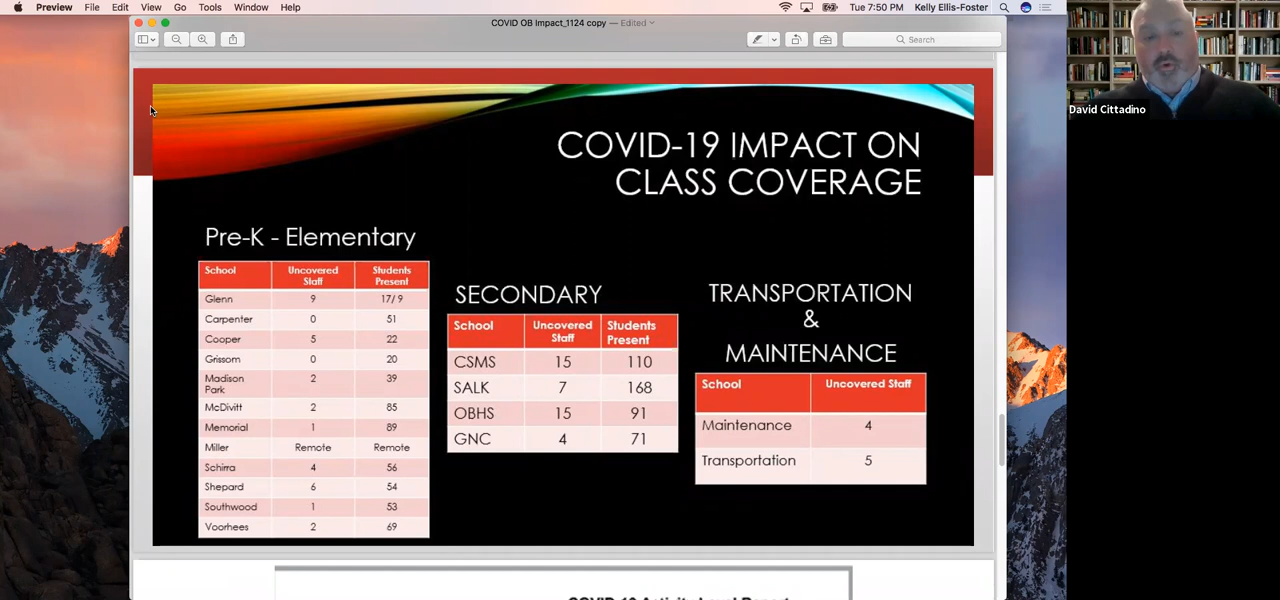 Preview File Edit View Go Tools Window Help
Tue 7:50 PM Kelly Ellis-Foster
COVID OB Impact_1124 copy — Edited
Search
David Cittadino
COVID-19 IMPACT ON
CLASS COVERAGE
Pre-K - Elementary
School Uncovered Staff Students Present
Glenn 9 17/ 9
Carpenter 0 51
Cooper 5 22
Grissom 0 20
Madison Park 2 39
McDivitt 2 85
Memorial 1 89
Miller Remote Remote
Schirra 4 56
Shepard 6 54
Southwood 1 53
Voorhees 2 69
SECONDARY
School Uncovered Staff Students Present
CSMS 15 110
SALK 7 168
OBHS 15 91
GNC 4 71
TRANSPORTATION
&
MAINTENANCE
School Uncovered Staff
Maintenance 4
Transportation 5
COVID-19 Activity Level Report